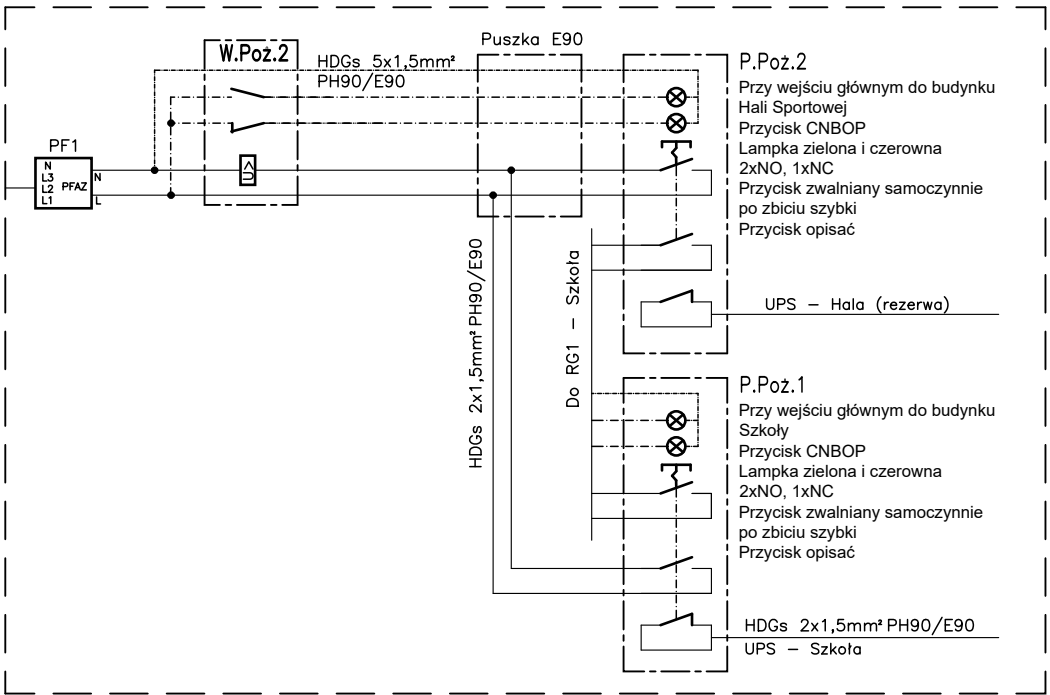 W.Poż.2
HDGs 5x1,5mm²
PH90/E90
Puszka E90
P.Poż.2
Przy wejściu głównym do budynku
Hali Sportowej
Przycisk CNBOP
Lampka zielona i czerowna
2xNO, 1xNC
Przycisk zwalniany samoczynnie
po zbiciu szybki
Przycisk opisać
PF1
N
L3
L2
L1
PFAZ
N
L
U<
HDGs 2x1,5mm² PH90/E90
Do RG1 – Szkoła
UPS – Hala (rezerwa)
P.Poż.1
Przy wejściu głównym do budynku
Szkoły
Przycisk CNBOP
Lampka zielona i czerowna
2xNO, 1xNC
Przycisk zwalniany samoczynnie
po zbiciu szybki
Przycisk opisać
HDGs 2x1,5mm² PH90/E90
UPS – Szkoła